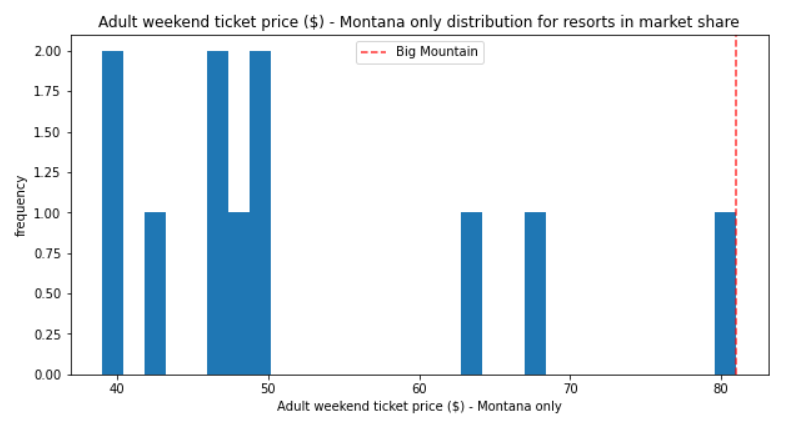 Adult weekend ticket price ($) - Montana only distribution for resorts in market share
Big Mountain
2.00
1.75
1.50
1.25
1.00
0.75
0.50
0.25
0.00
frequency
40 50 60 70 80
Adult weekend ticket price ($) - Montana only